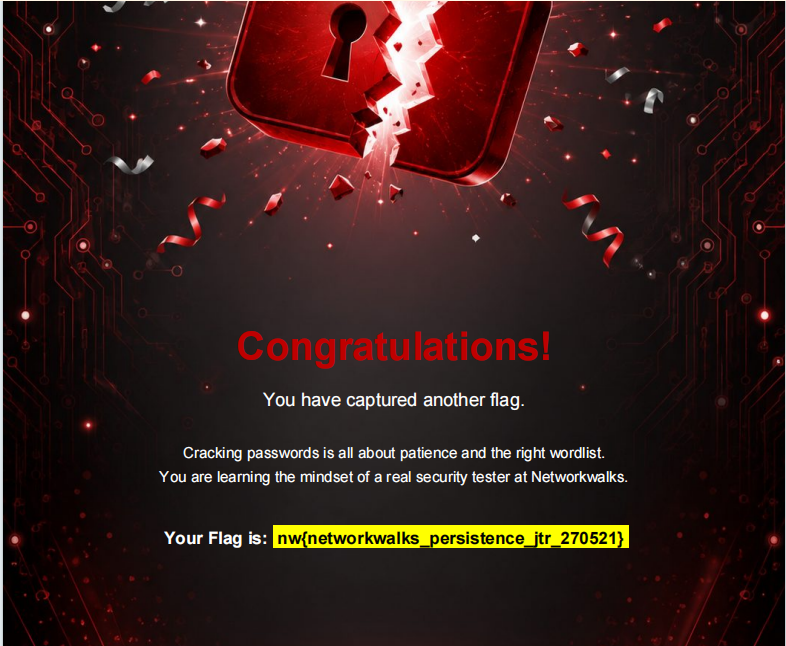 Congratulations!
You have captured another flag.
Cracking passwords is all about patience and the right wordlist.
You are learning the mindset of a real security tester at Networkwalks.
Your Flag is: nw{networkwalks_persistence_jtr_270521}